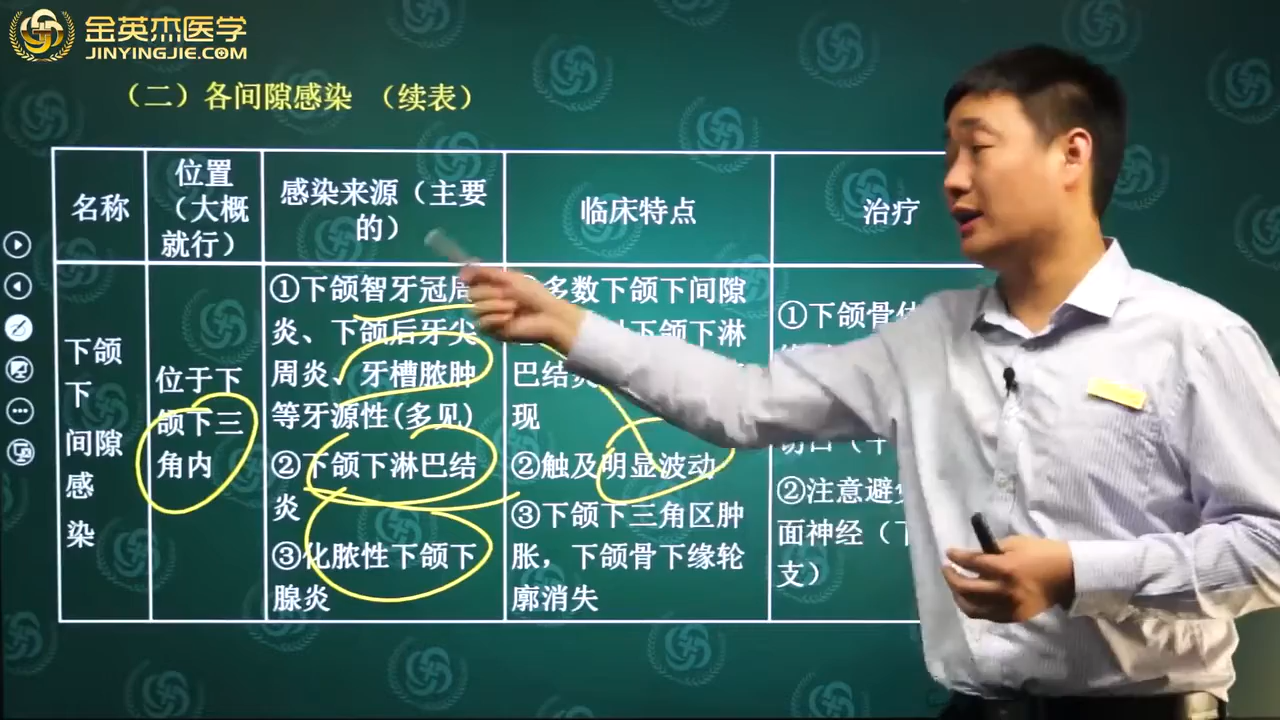 金英杰医学
JINYINGJIE.COM
（二）各间隙感染 （续表）
名称
位置
（大概
就行）
感染来源（主要
的）
临床特点
治疗
下颌
下
间隙
感
染
位于下
颌下三
角内
①下颌智牙冠周
炎、下颌后牙尖
周炎、牙槽脓肿
等牙源性(多见)
②下颌下淋巴结
炎
③化脓性下颌下
腺炎
多数下颌下间隙
下颌下淋
巴结炎
现
②触及明显波动
③下颌下三角区肿
胀，下颌骨下缘轮
廓消失
①下颌骨体
切口（平
②注意避免
面神经（下
支）